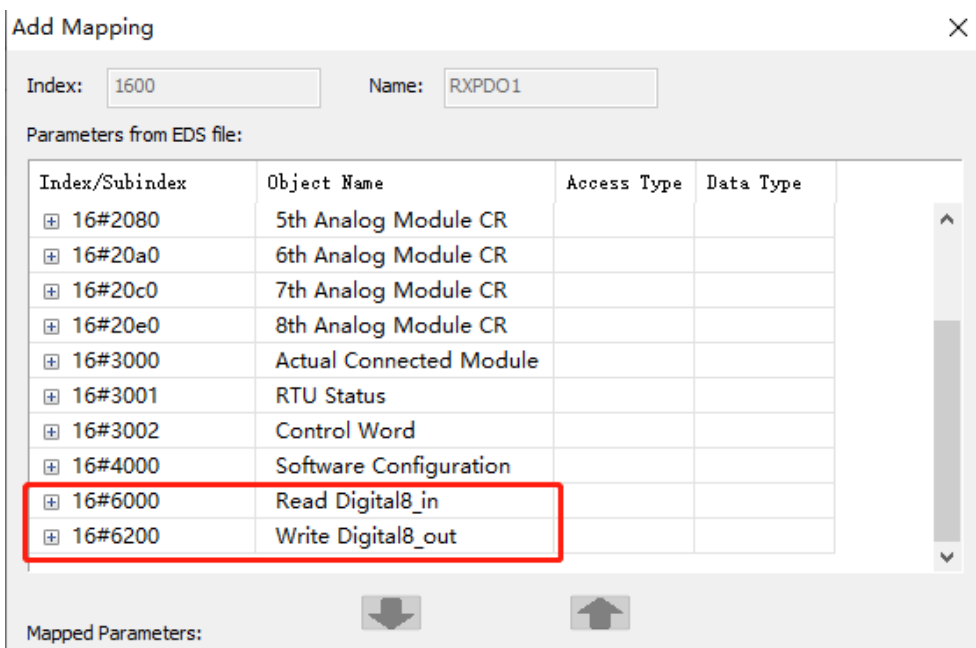 Add Mapping
Index: 1600 Name: RXPDO1
Parameters from EDS file:
Index/Subindex Object Name Access Type Data Type
16#2080 5th Analog Module CR
16#20a0 6th Analog Module CR
16#20c0 7th Analog Module CR
16#20e0 8th Analog Module CR
16#3000 Actual Connected Module
16#3001 RTU Status
16#3002 Control Word
16#4000 Software Configuration
16#6000 Read Digital8_in
16#6200 Write Digital8_out
Mapped Parameters: